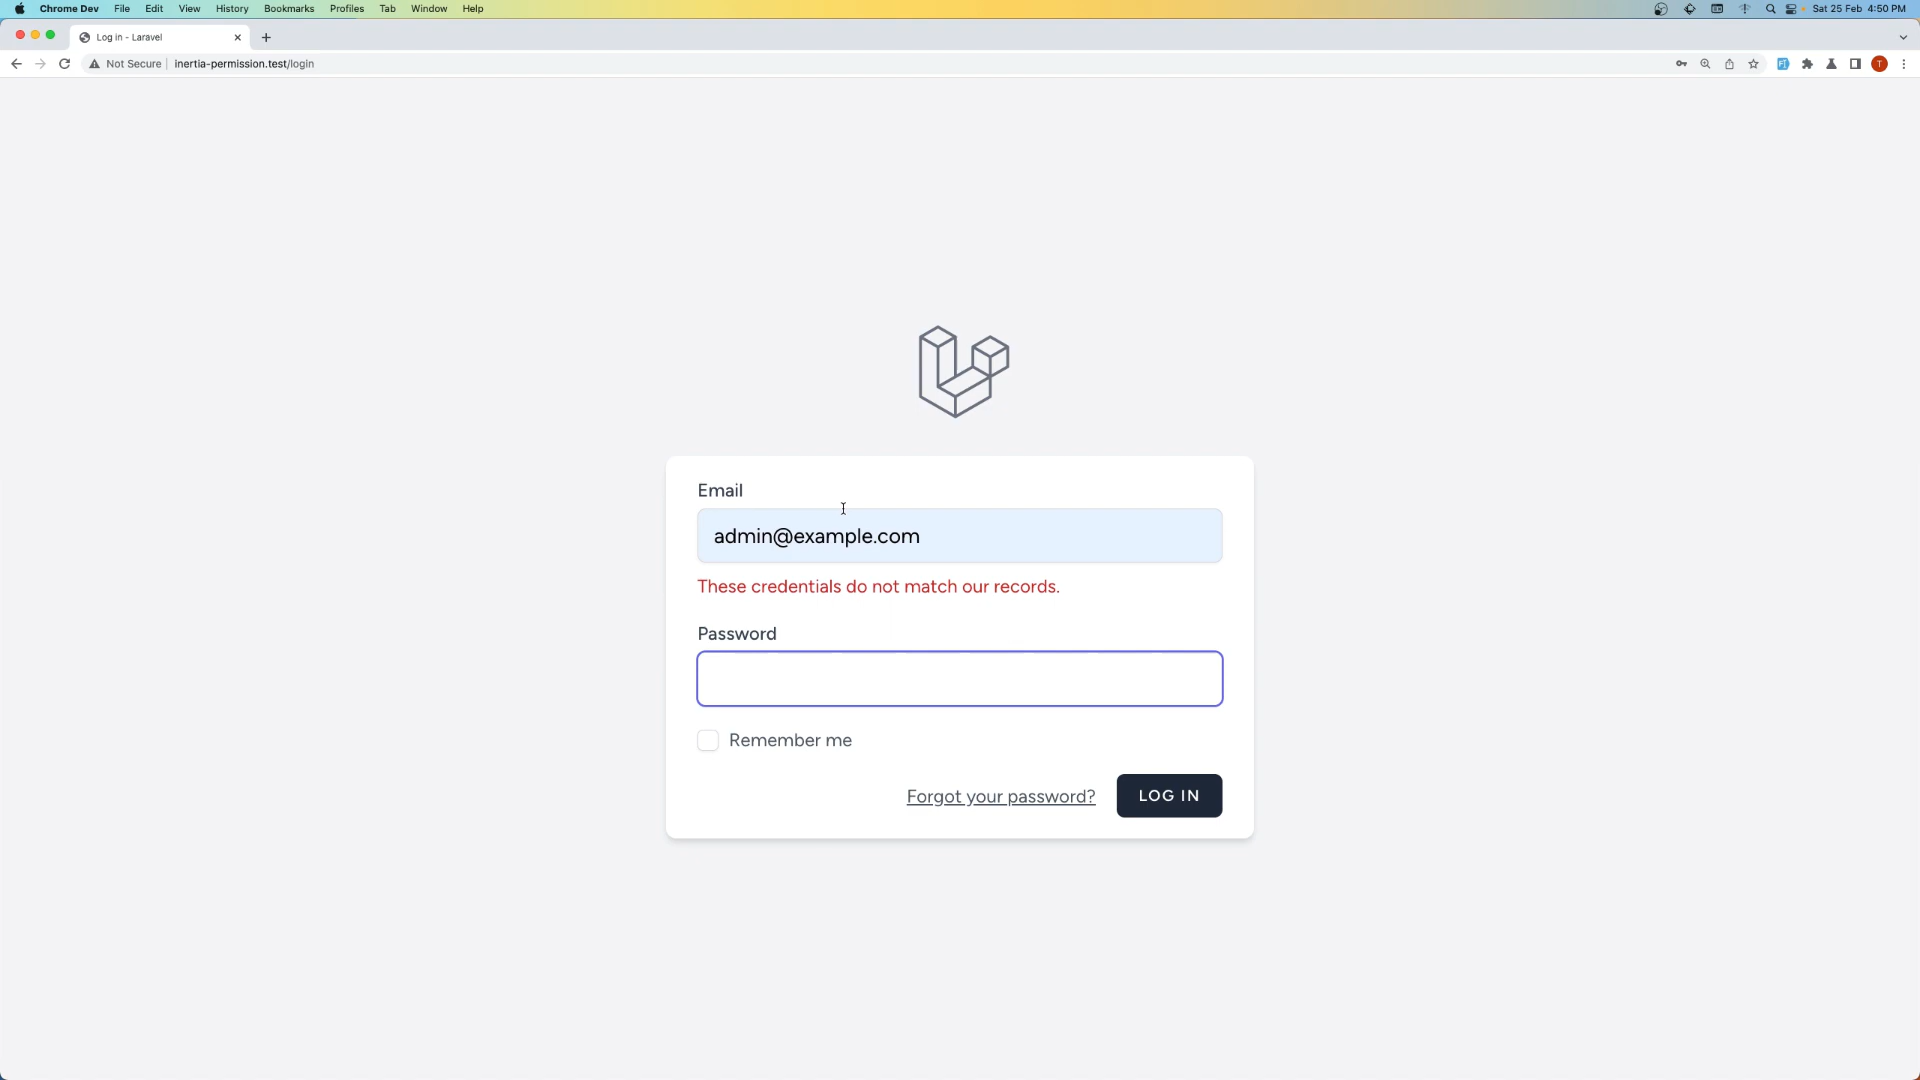 Chrome Dev File Edit View History Bookmarks Profiles Tab Window Help Sat 25 Feb 4:50 PM
Log in - Laravel
Not Secure inertia-permission.test/login T
Email
admin@example.com
These credentials do not match our records.
Password
Remember me
Forgot your password? LOG IN